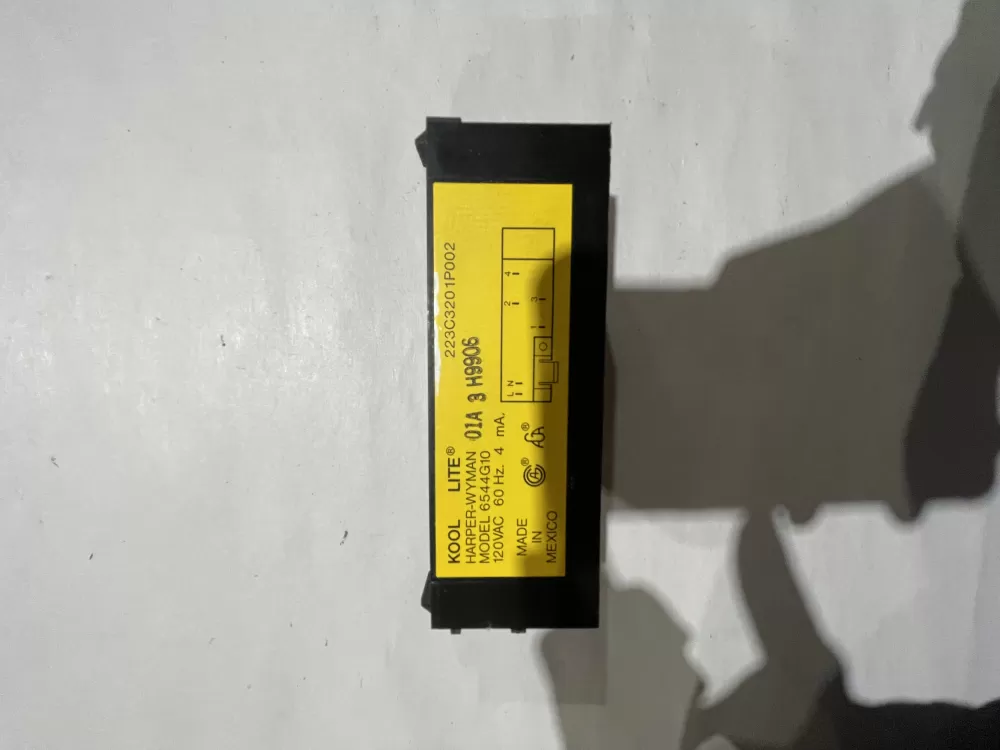 223C3201P002
KOOL LITE®
HARPER-WYMAN 01A 3 H9906
MODEL 6544G10
120VAC 60 Hz. 4 mA.
MADE
IN
MEXICO
L N
2 4
1 3